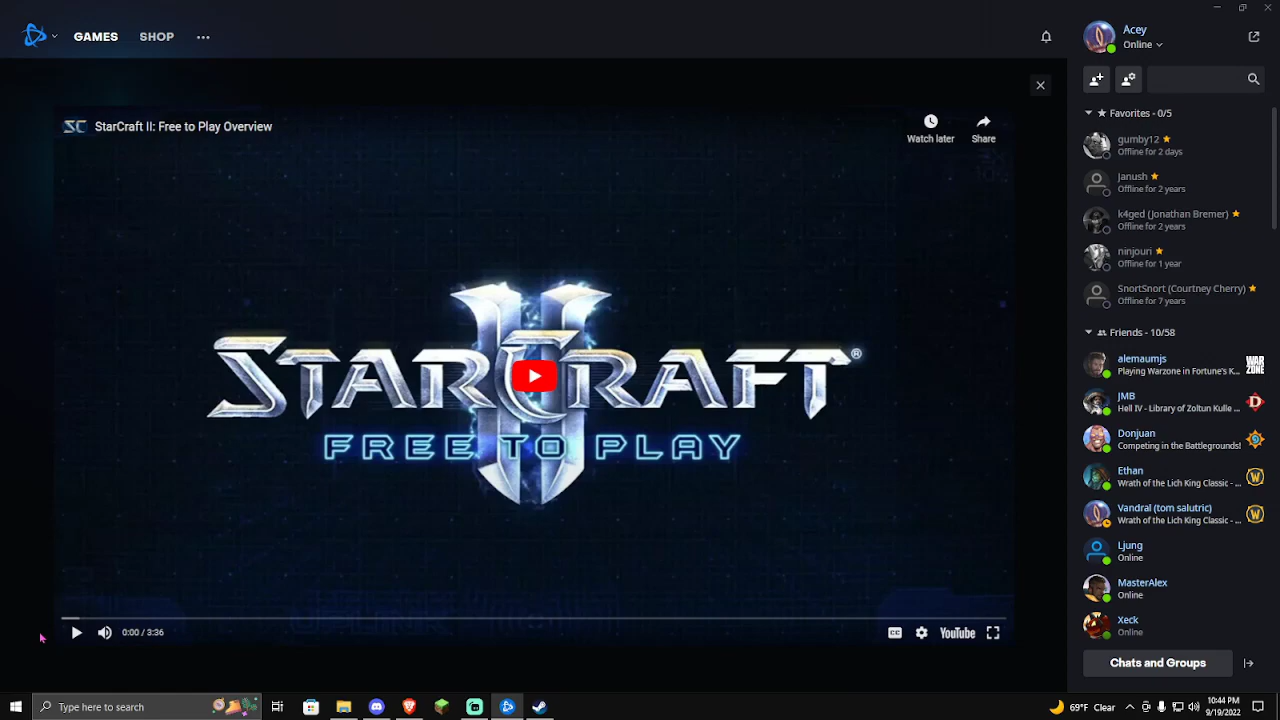 GAMES
SHOP
Acey
Online
StarCraft II: Free to Play Overview
Watch later
Share
STARCRAFT®
II
FREE TO PLAY
0:00 / 3:36
CC
YouTube
Favorites - 0/5
gumby12
Offline for 2 days
Janush
Offline for 2 years
k4ged (Jonathan Bremer)
Offline for 2 years
ninjouri
Offline for 1 year
SnortSnort (Courtney Cherry)
Offline for 7 years
Friends - 10/58
alemaumjs
Playing Warzone in Fortune's K...
WAR
ZONE
JMB
Hell IV - Library of Zoltun Kulle ...
D
Donjuan
Competing in the Battlegrounds!
Ethan
Wrath of the Lich King Classic - ...
W
Vandral (tom salutric)
Wrath of the Lich King Classic - ...
W
Ljung
Online
MasterAlex
Online
Xeck
Online
Chats and Groups
Type here to search
69°F Clear
10:44 PM
9/19/2022